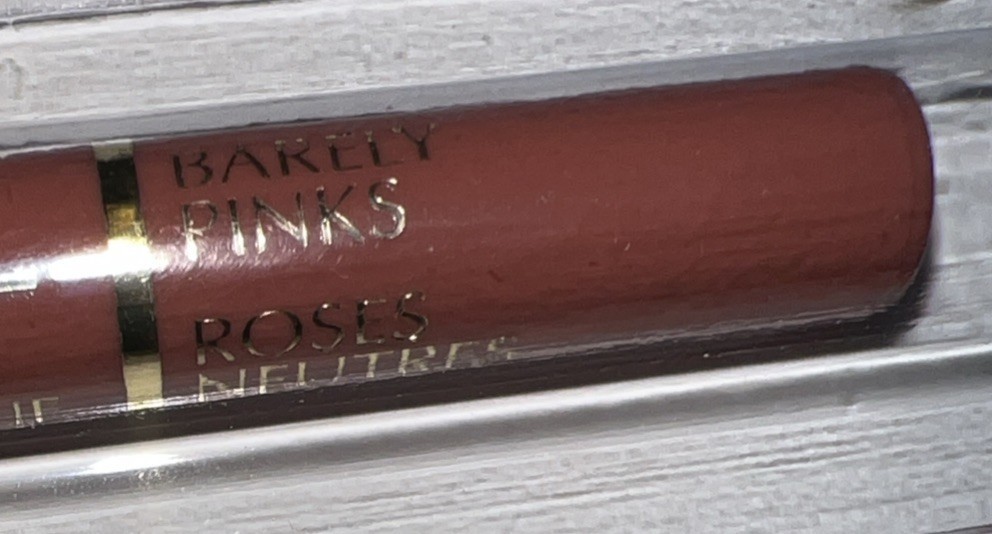 BARELY
PINKS
ROSES
NEUTRES